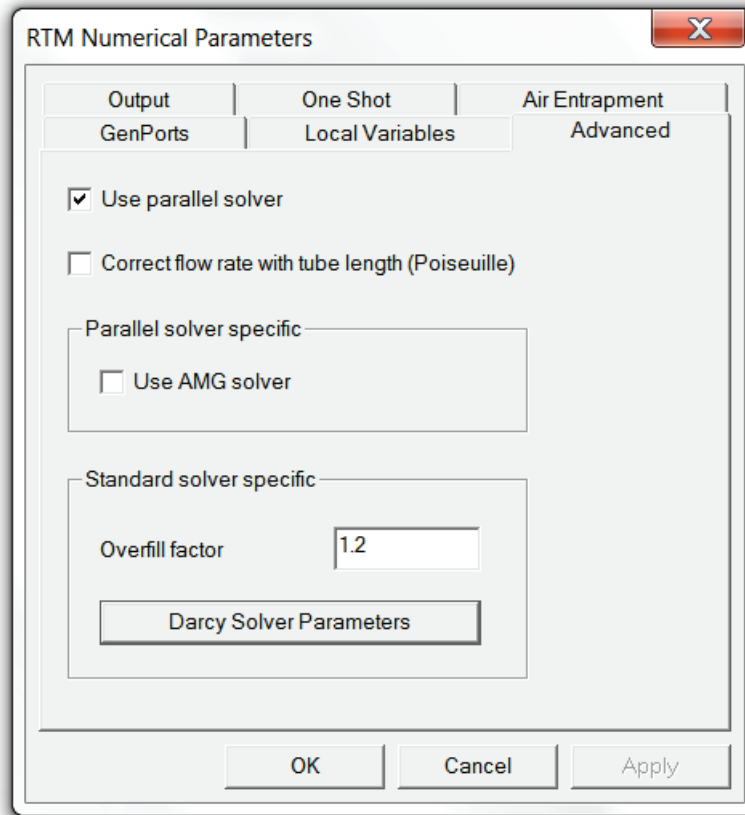 RTM Numerical Parameters
Output One Shot Air Entrapment
GenPorts Local Variables Advanced
Use parallel solver
Correct flow rate with tube length (Poiseuille)
Parallel solver specific
Use AMG solver
Standard solver specific
Overfill factor 1.2
Darcy Solver Parameters
OK Cancel Apply